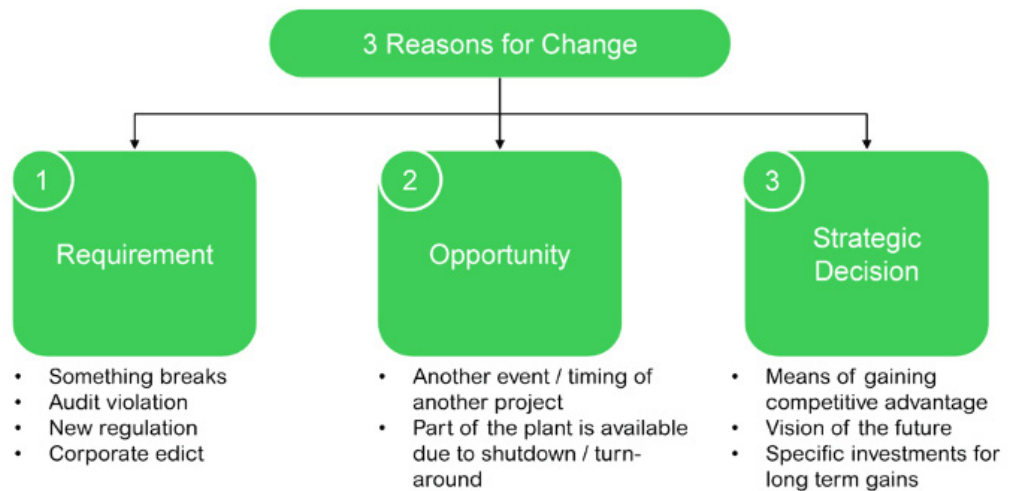 3 Reasons for Change
1
Requirement
• Something breaks
• Audit violation
• New regulation
• Corporate edict
2
Opportunity
• Another event / timing of
another project
• Part of the plant is available
due to shutdown / turn-
around
3
Strategic
Decision
• Means of gaining
competitive advantage
• Vision of the future
• Specific investments for
long term gains